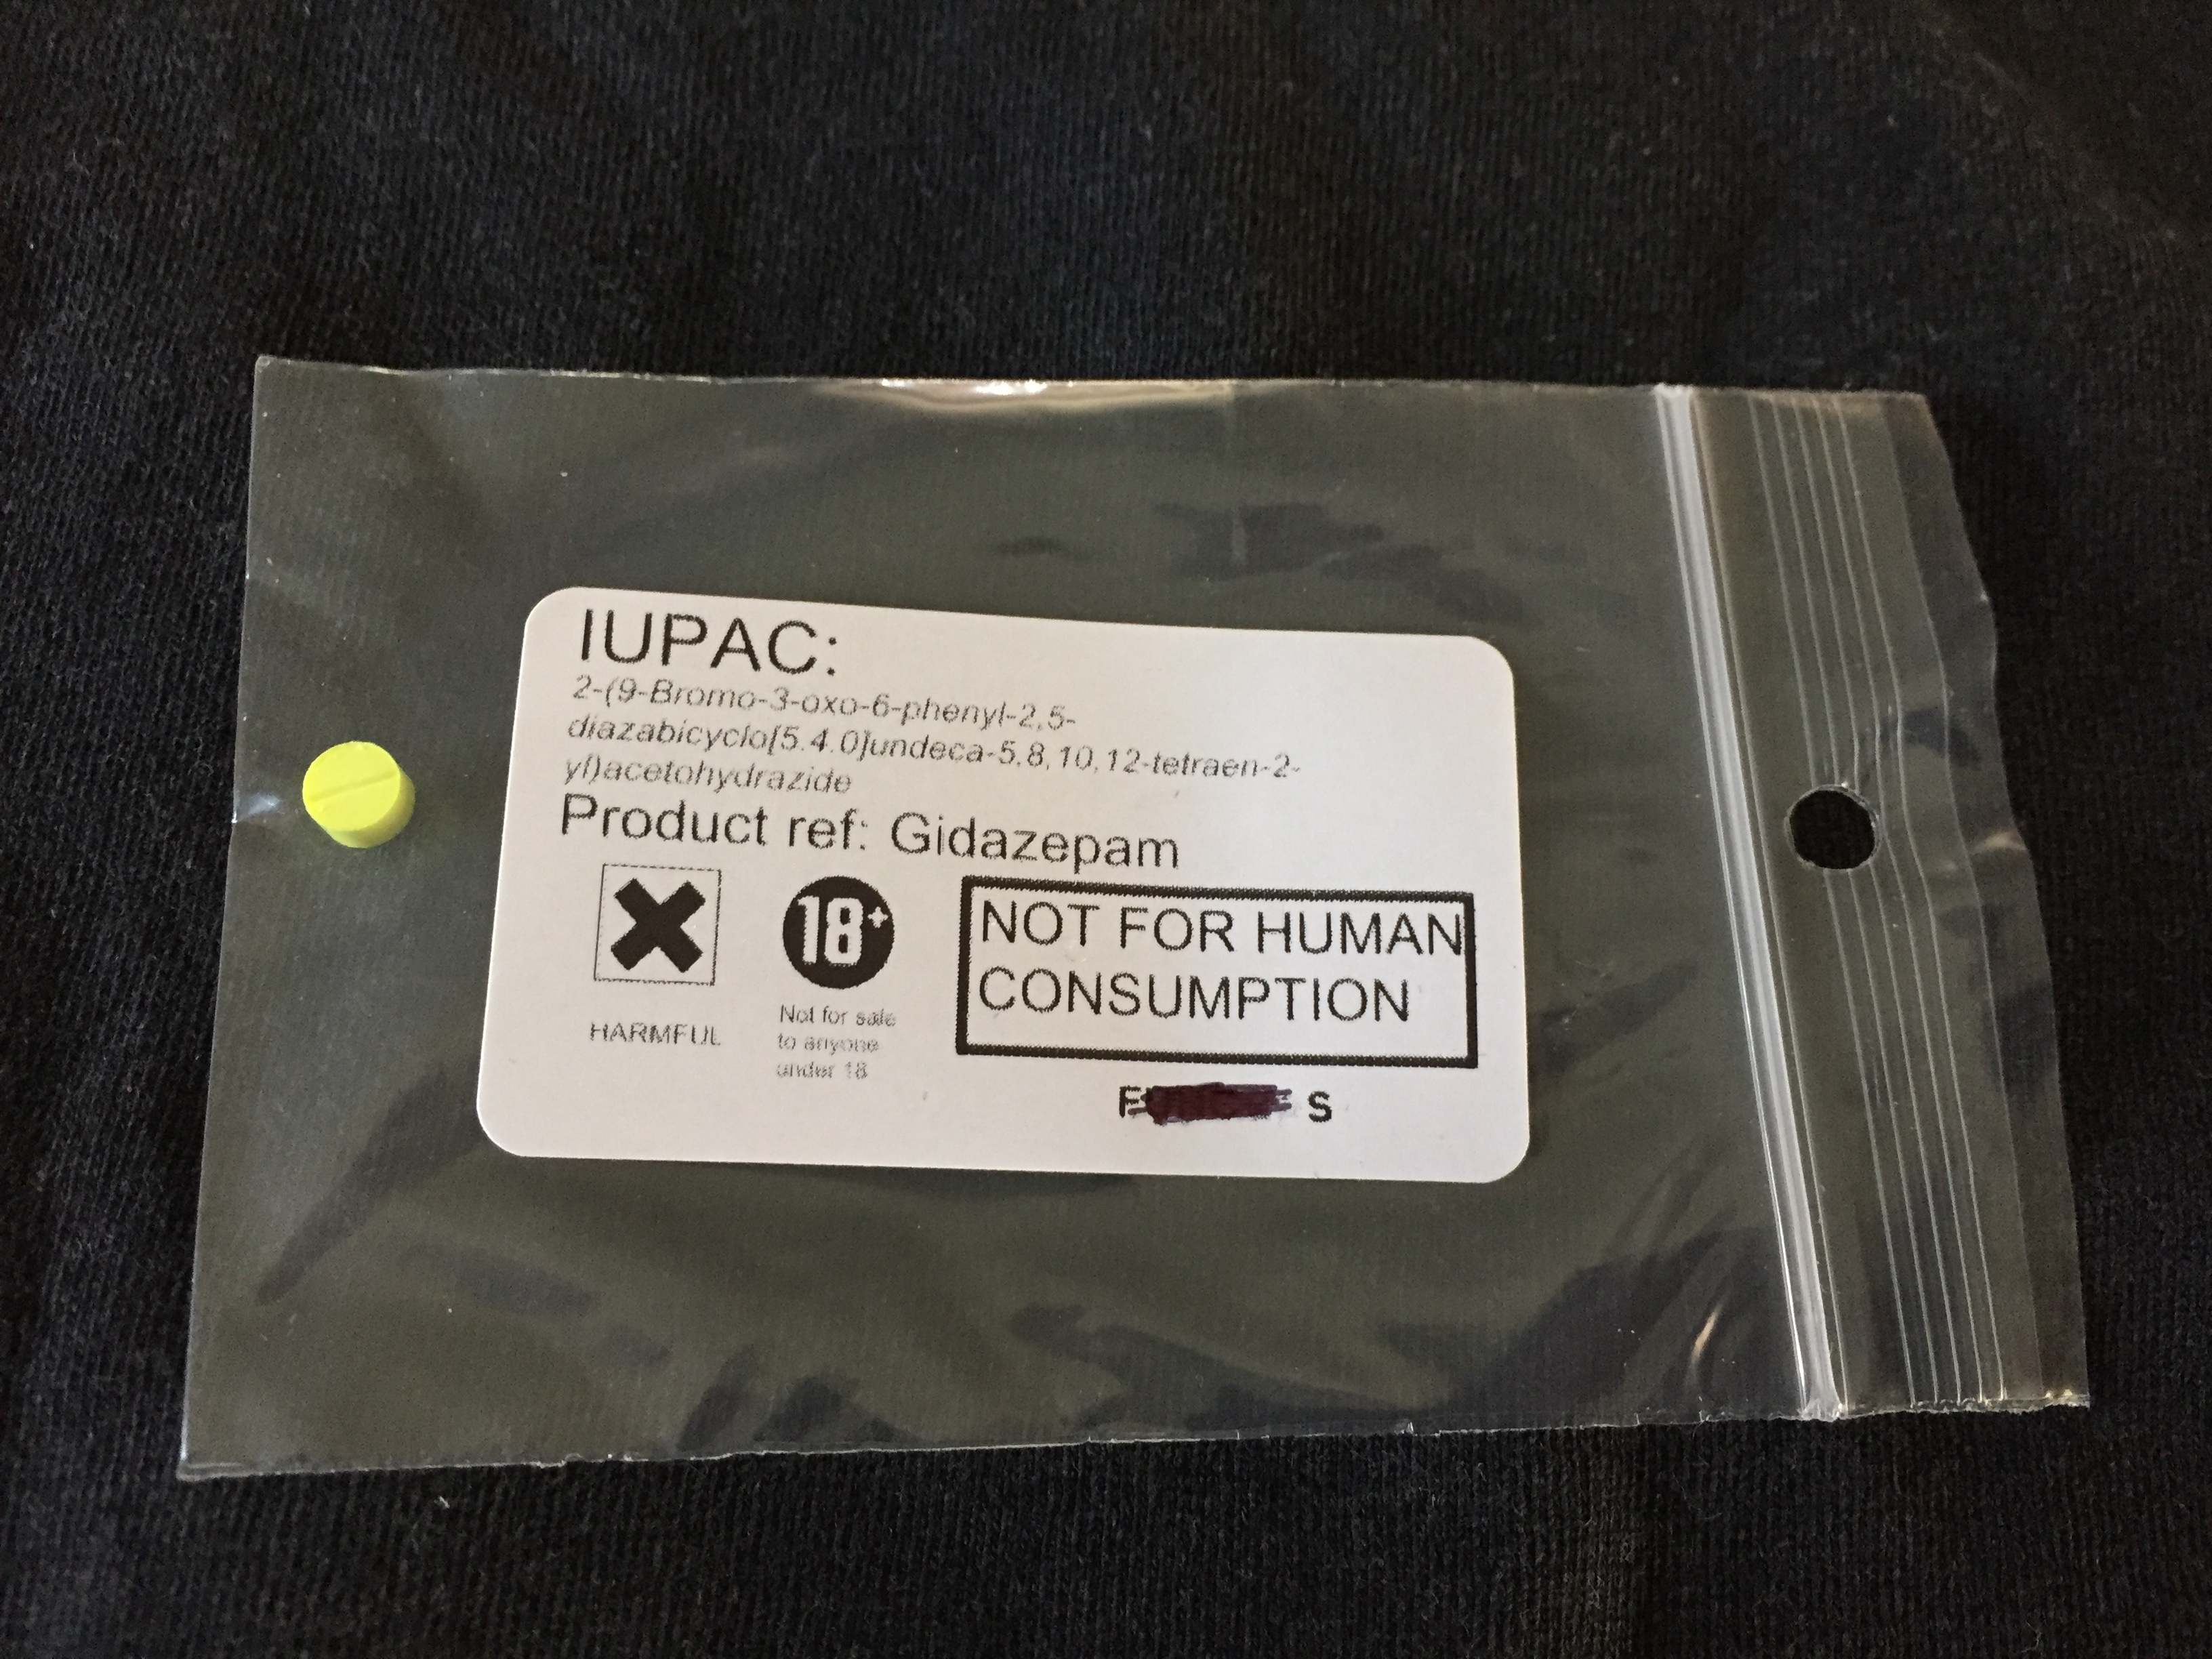 IUPAC:
2-(9-Bromo-3-oxo-6-phenyl-2,5-
diazabicyclo[5.4.0]undeca-5,8,10,12-tetraen-2-
yl)acetohydrazide
Product ref: Gidazepam
HARMFUL
18+
Not for sale
to anyone
under 18
NOT FOR HUMAN
CONSUMPTION
F S